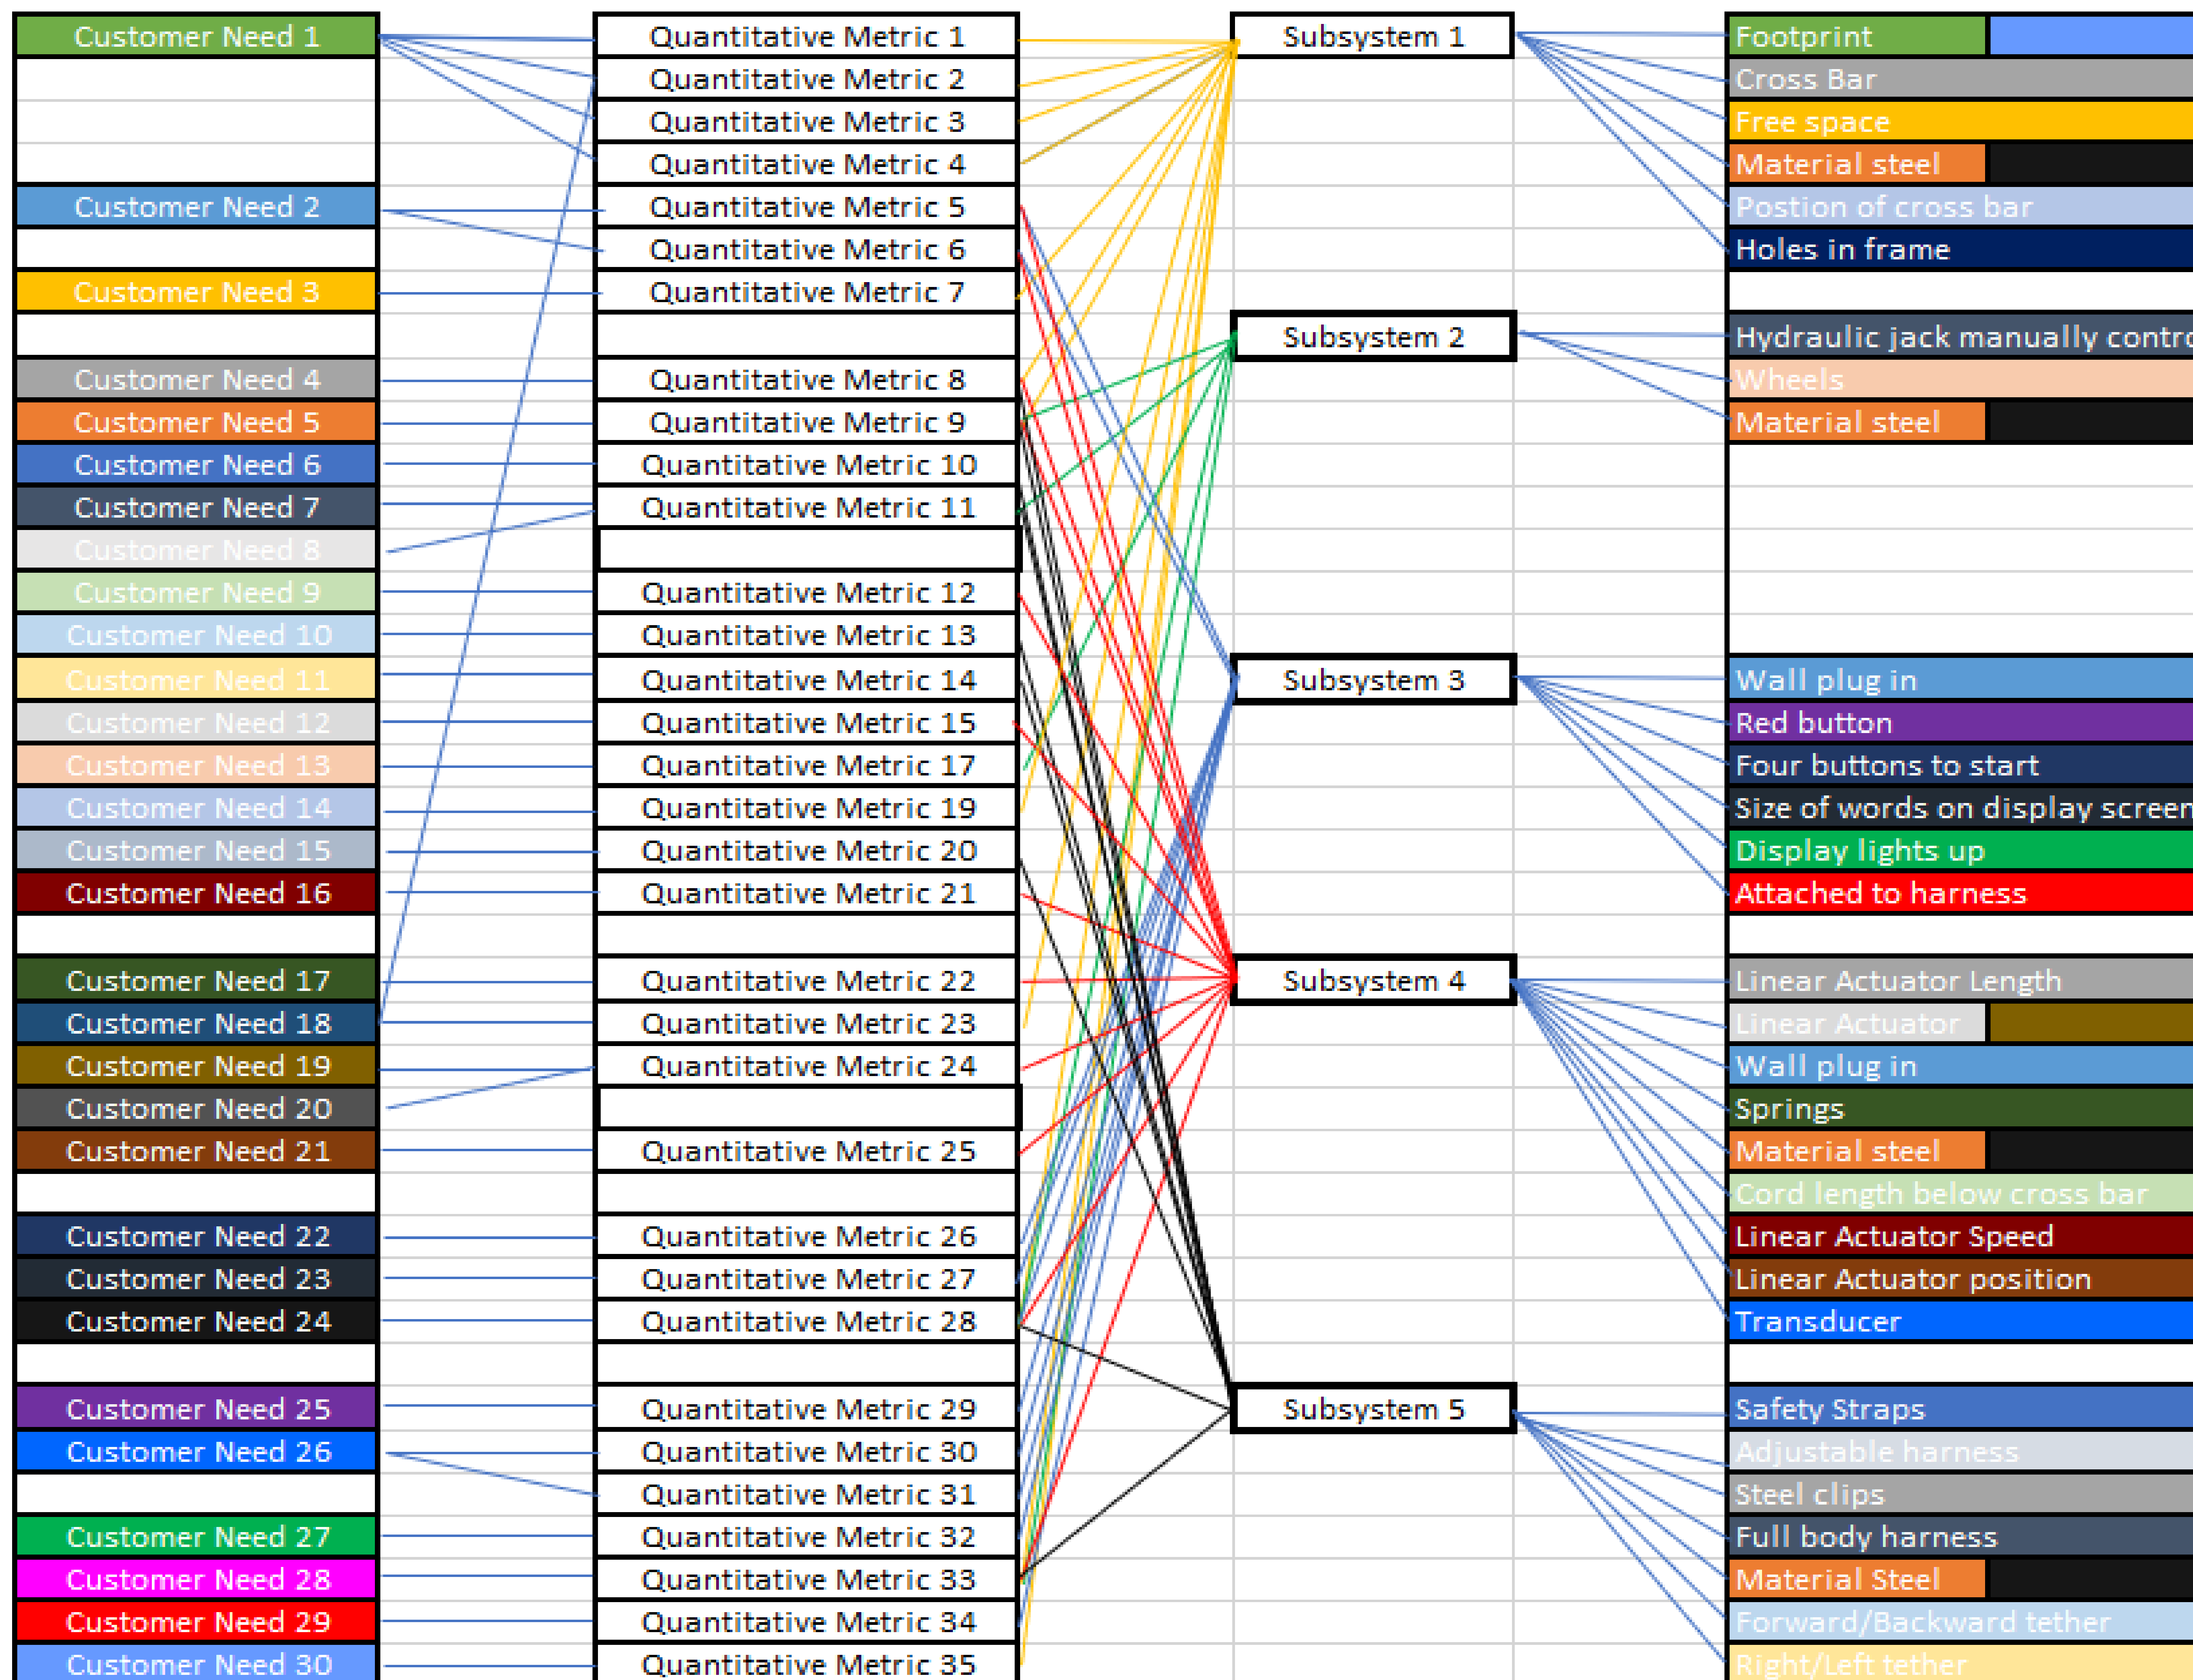 Customer Need 1 Quantitative Metric 1 Subsystem 1 Footprint
Quantitative Metric 2 Cross Bar
Quantitative Metric 3 Free space
Quantitative Metric 4 Material steel
Customer Need 2 Quantitative Metric 5 Postion of cross bar
Quantitative Metric 6 Holes in frame
Customer Need 3 Quantitative Metric 7
Subsystem 2 Hydraulic jack manually contro
Customer Need 4 Quantitative Metric 8 Wheels
Customer Need 5 Quantitative Metric 9 Material steel
Customer Need 6 Quantitative Metric 10
Customer Need 7 Quantitative Metric 11
Customer Need 8
Customer Need 9 Quantitative Metric 12
Customer Need 10 Quantitative Metric 13
Customer Need 11 Quantitative Metric 14 Subsystem 3 Wall plug in
Customer Need 12 Quantitative Metric 15 Red button
Customer Need 13 Quantitative Metric 17 Four buttons to start
Customer Need 14 Quantitative Metric 19 Size of words on display screen
Customer Need 15 Quantitative Metric 20 Display lights up
Customer Need 16 Quantitative Metric 21 Attached to harness
Customer Need 17 Quantitative Metric 22 Subsystem 4 Linear Actuator Length
Customer Need 18 Quantitative Metric 23 Linear Actuator
Customer Need 19 Quantitative Metric 24 Wall plug in
Customer Need 20 Springs
Customer Need 21 Quantitative Metric 25 Material steel
Cord length below cross bar
Customer Need 22 Quantitative Metric 26 Linear Actuator Speed
Customer Need 23 Quantitative Metric 27 Linear Actuator position
Customer Need 24 Quantitative Metric 28 Transducer
Customer Need 25 Quantitative Metric 29 Subsystem 5 Safety Straps
Customer Need 26 Quantitative Metric 30 Adjustable harness
Quantitative Metric 31 Steel clips
Customer Need 27 Quantitative Metric 32 Full body harness
Customer Need 28 Quantitative Metric 33 Material Steel
Customer Need 29 Quantitative Metric 34 Forward/Backward tether
Customer Need 30 Quantitative Metric 35 Right/Left tether